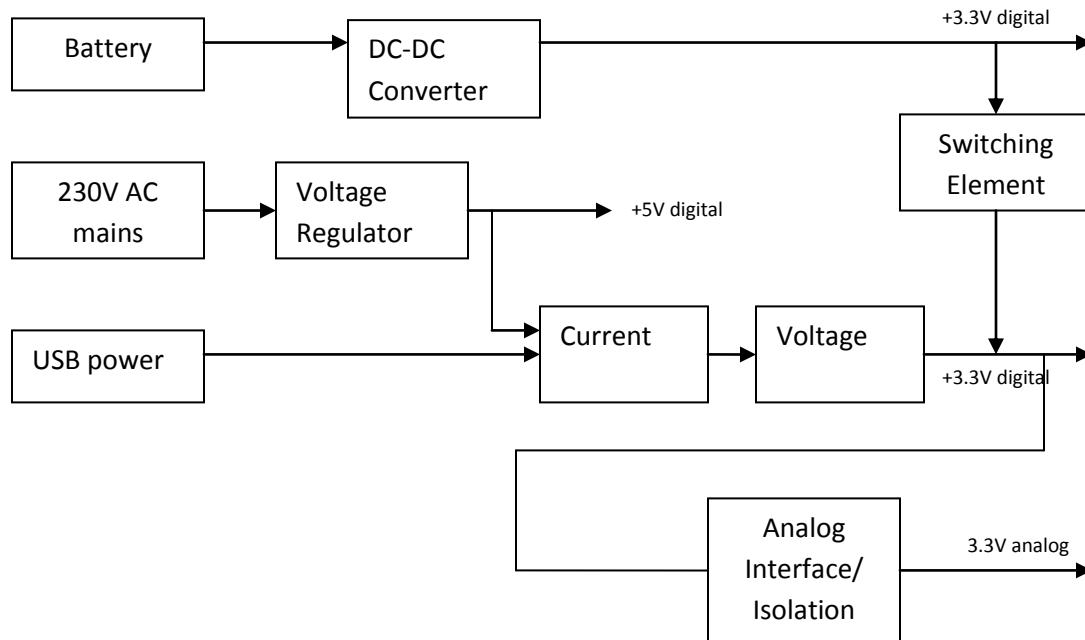 +3.3V digital
Battery
DC-DC
Converter
Switching
Element
230V AC
mains
Voltage
Regulator
+5V digital
Current
Voltage
USB power
+3.3V digital
Analog
Interface/
Isolation
3.3V analog